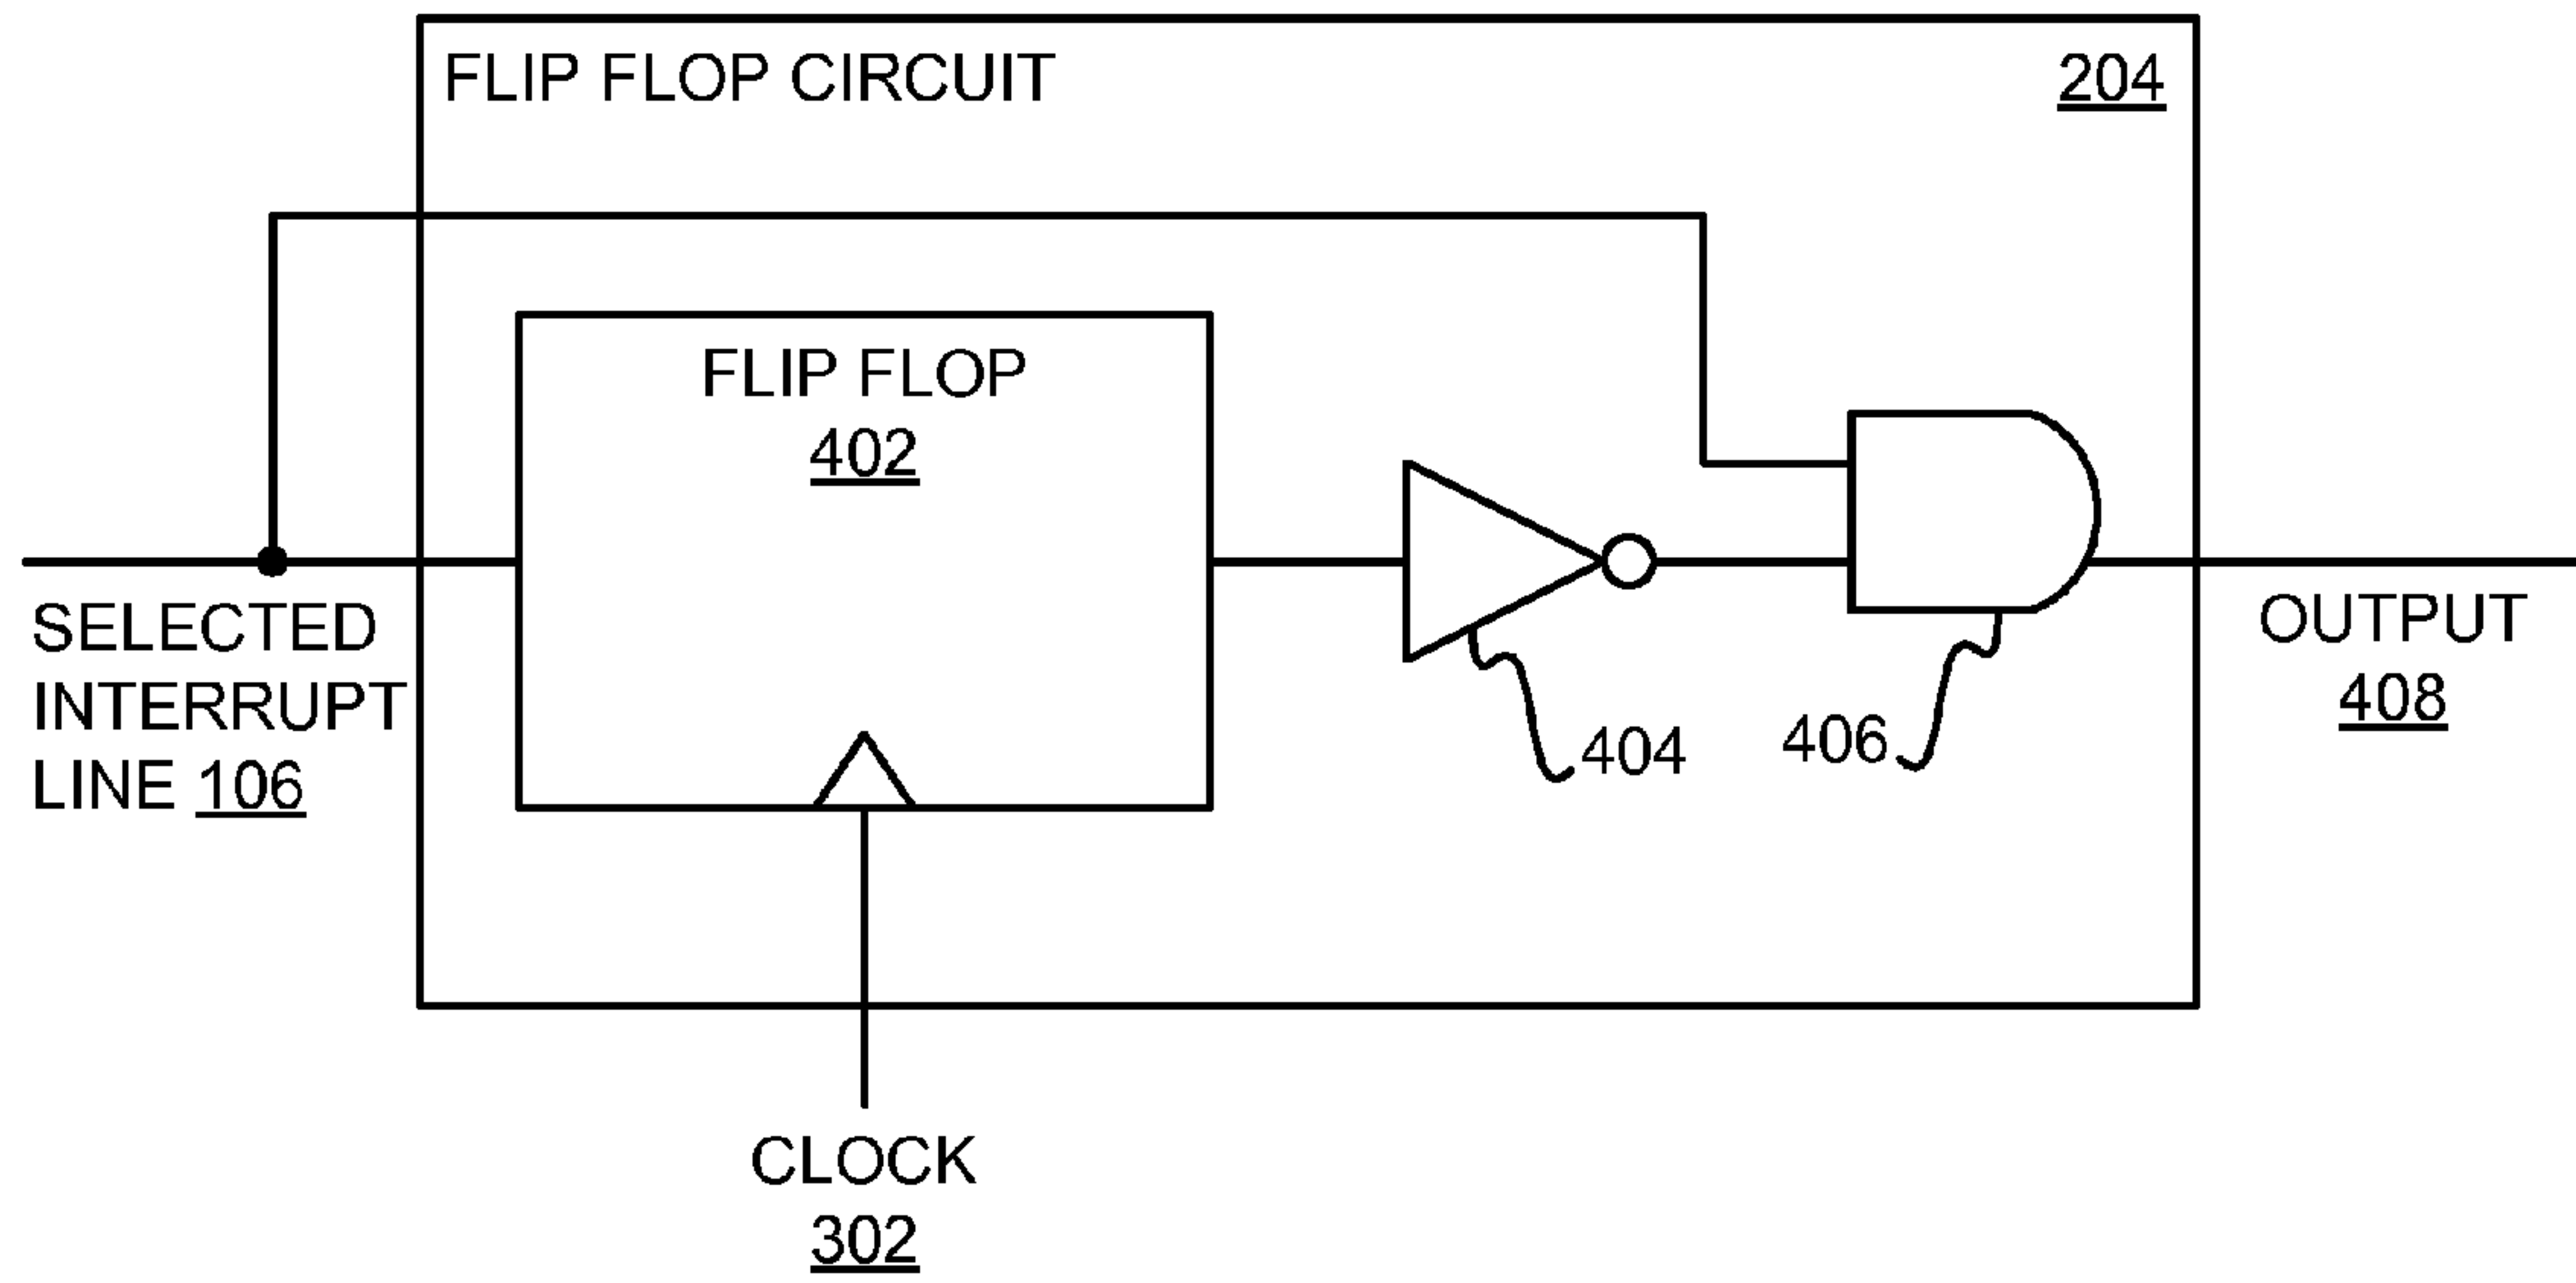 FLIP FLOP CIRCUIT
204
FLIP FLOP
402
SELECTED
INTERRUPT
LINE 106
404
406
OUTPUT
408
CLOCK
302